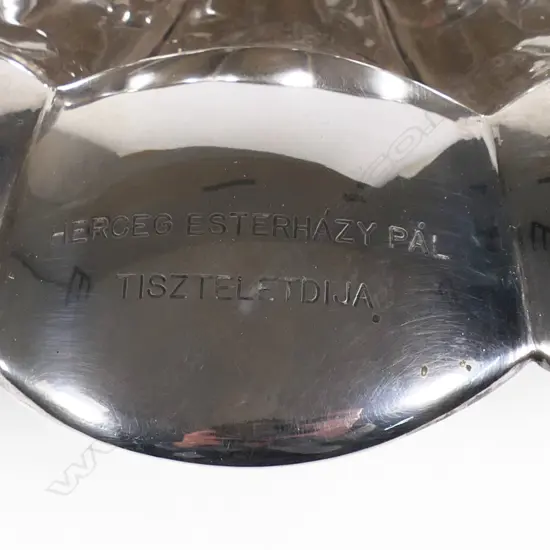 HERCEG ESTERHÁZY PÁL
TISZTELETDIJA